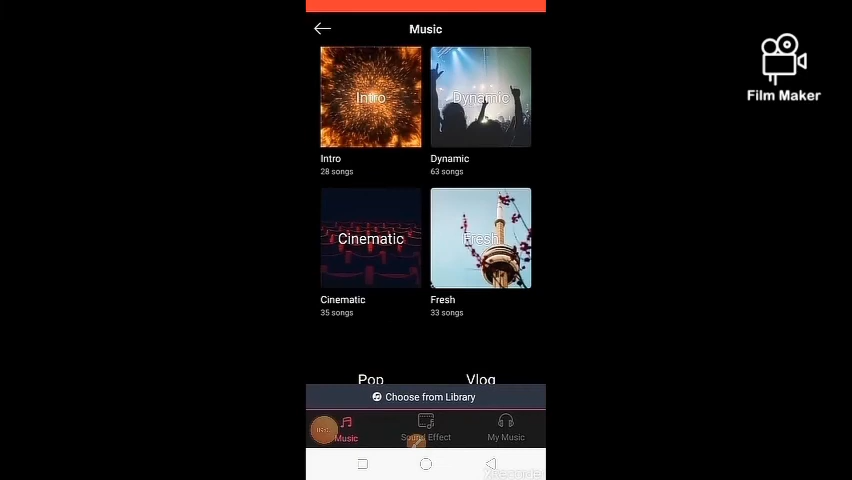 Music
Film Maker
Intro
Dynamic
Intro
28 songs
Dynamic
63 songs
Cinematic
Fresh
Cinematic
35 songs
Fresh
33 songs
Pop
Vlog
Choose from Library
Music
Sound Effect
My Music